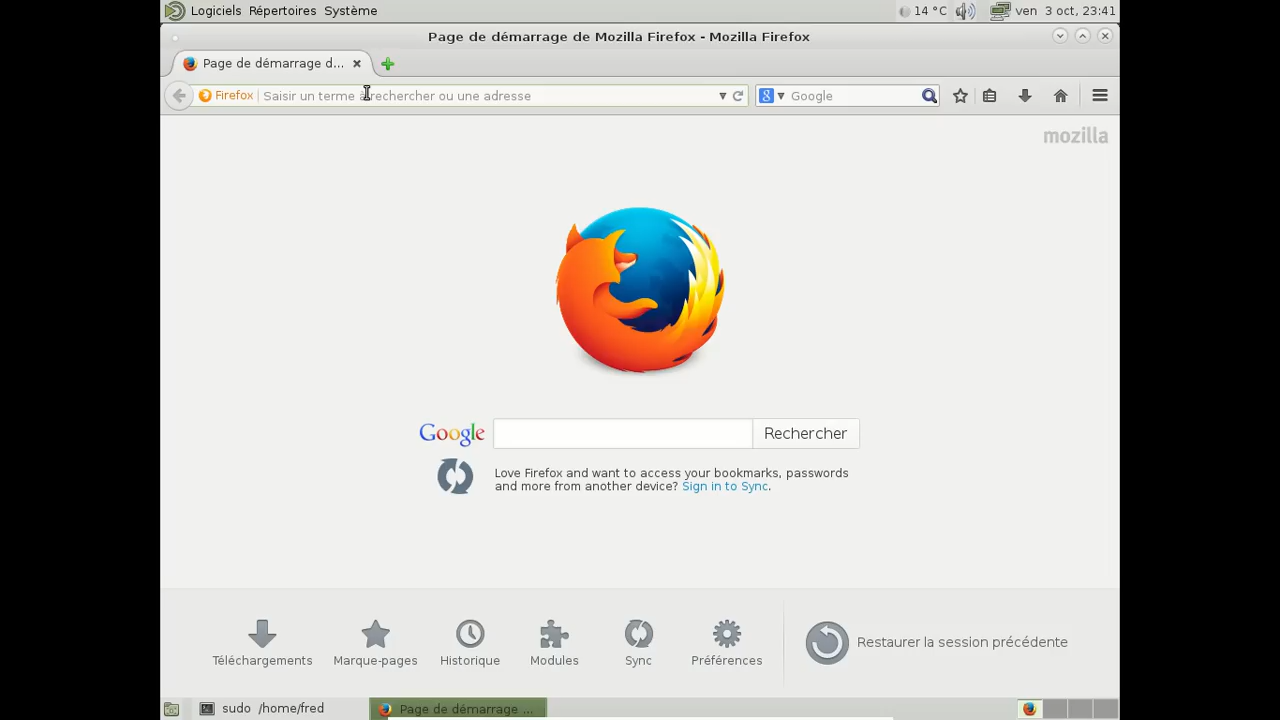 Logiciels Répertoires Système
14 °C ven 3 oct, 23:41
Page de démarrage de Mozilla Firefox - Mozilla Firefox
Page de démarrage d...
Firefox Saisir un terme à rechercher ou une adresse
Google
mozilla
Google Rechercher
Love Firefox and want to access your bookmarks, passwords
and more from another device? Sign in to Sync.
Téléchargements Marque-pages Historique Modules Sync Préférences Restaurer la session précédente
sudo /home/fred Page de démarrage ...